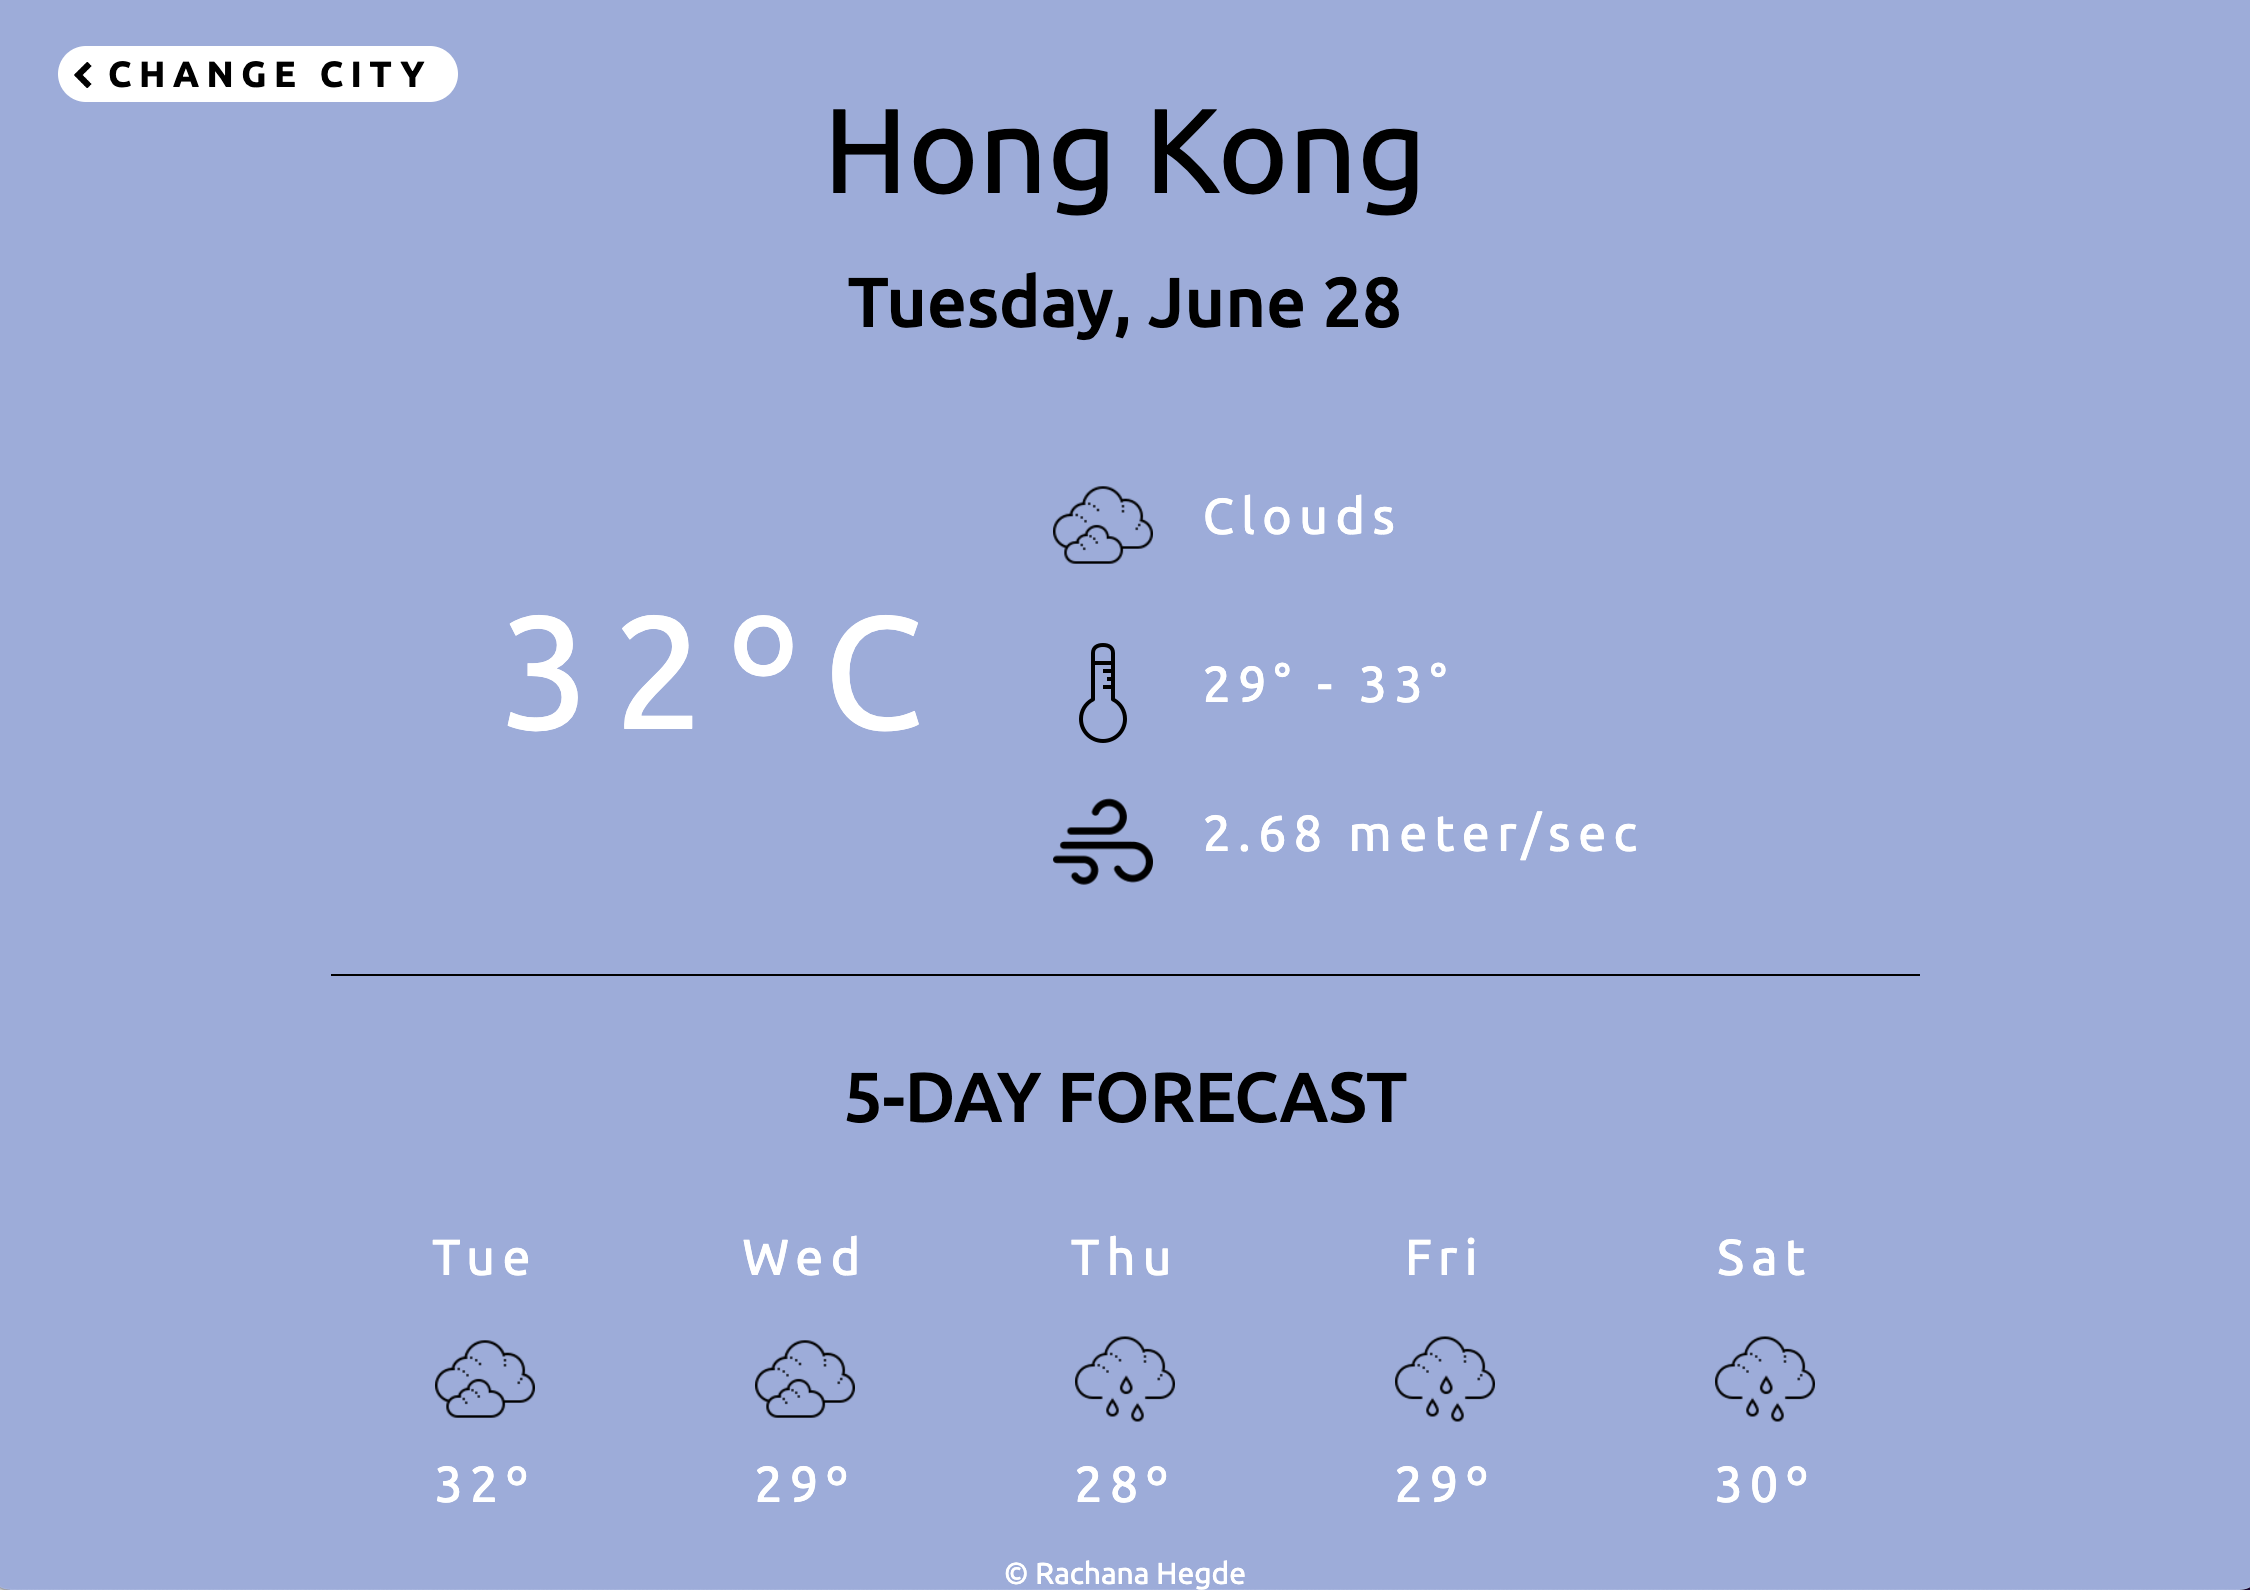 CHANGE CITY
Hong Kong
Tuesday, June 28
Clouds
32°C
29° - 33°
2.68 meter/sec
5-DAY FORECAST
Tue Wed Thu Fri Sat
32° 29° 28° 29° 30°
© Rachana Hegde